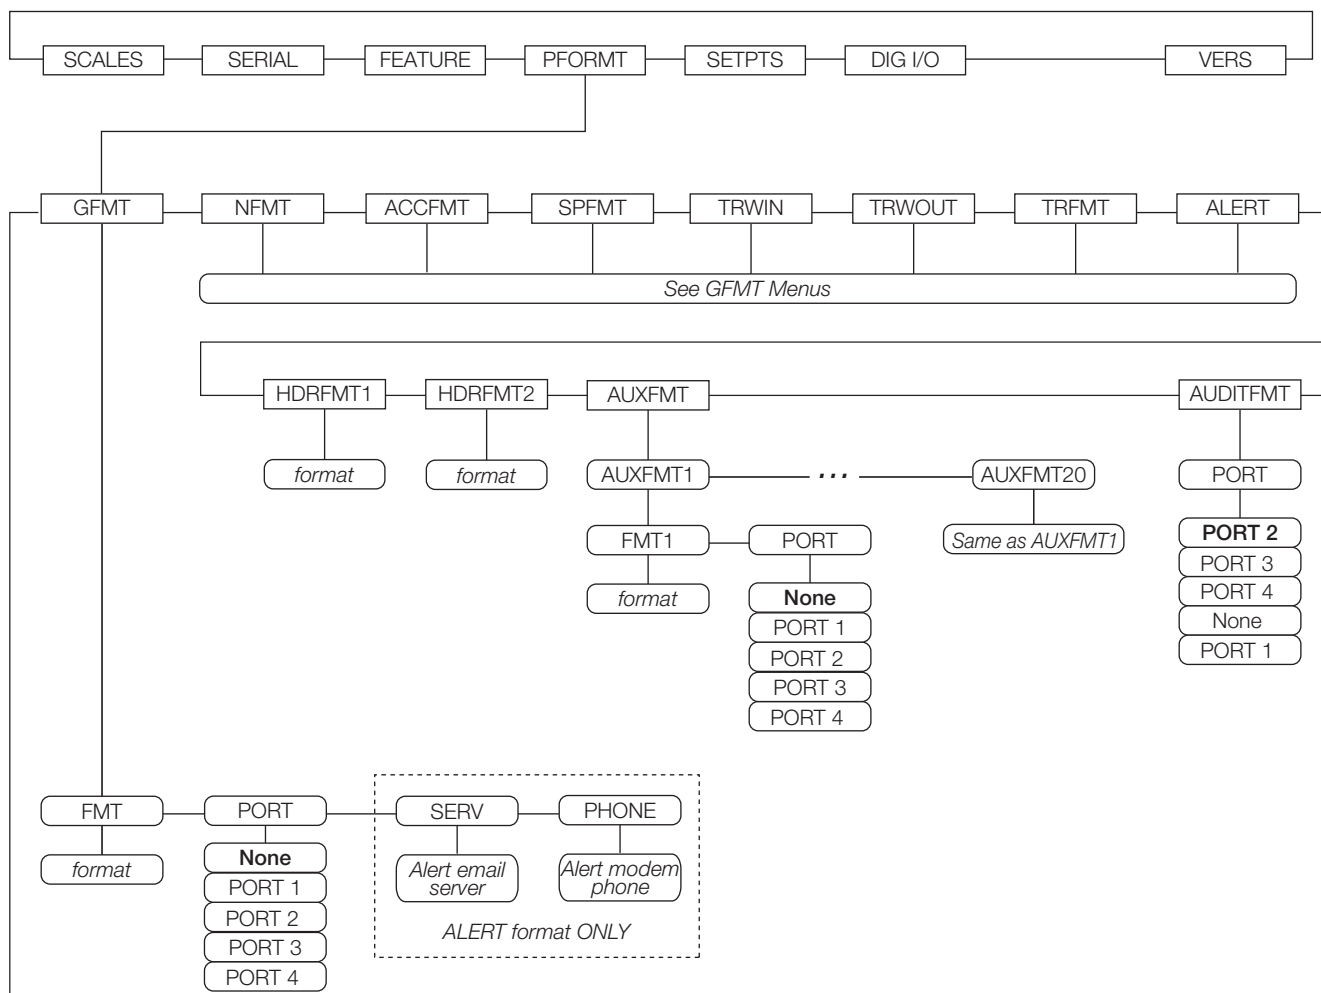 SCALES
SERIAL
FEATURE
PFORMT
SETPTS
DIG I/O
VERS
GFMT
NFMT
ACCFMT
SPFMT
TRWIN
TRWOUT
TRFMT
ALERT
See GFMT Menus
HDRFMT1
HDRFMT2
AUXFMT
AUDITFMT
format
format
AUXFMT1
...
AUXFMT20
PORT
FMT1
PORT
Same as AUXFMT1
PORT 2
PORT 3
PORT 4
None
PORT 1
format
None
PORT 1
PORT 2
PORT 3
PORT 4
FMT
PORT
SERV
PHONE
format
None
PORT 1
PORT 2
PORT 3
PORT 4
Alert email
server
Alert modem
phone
ALERT format ONLY